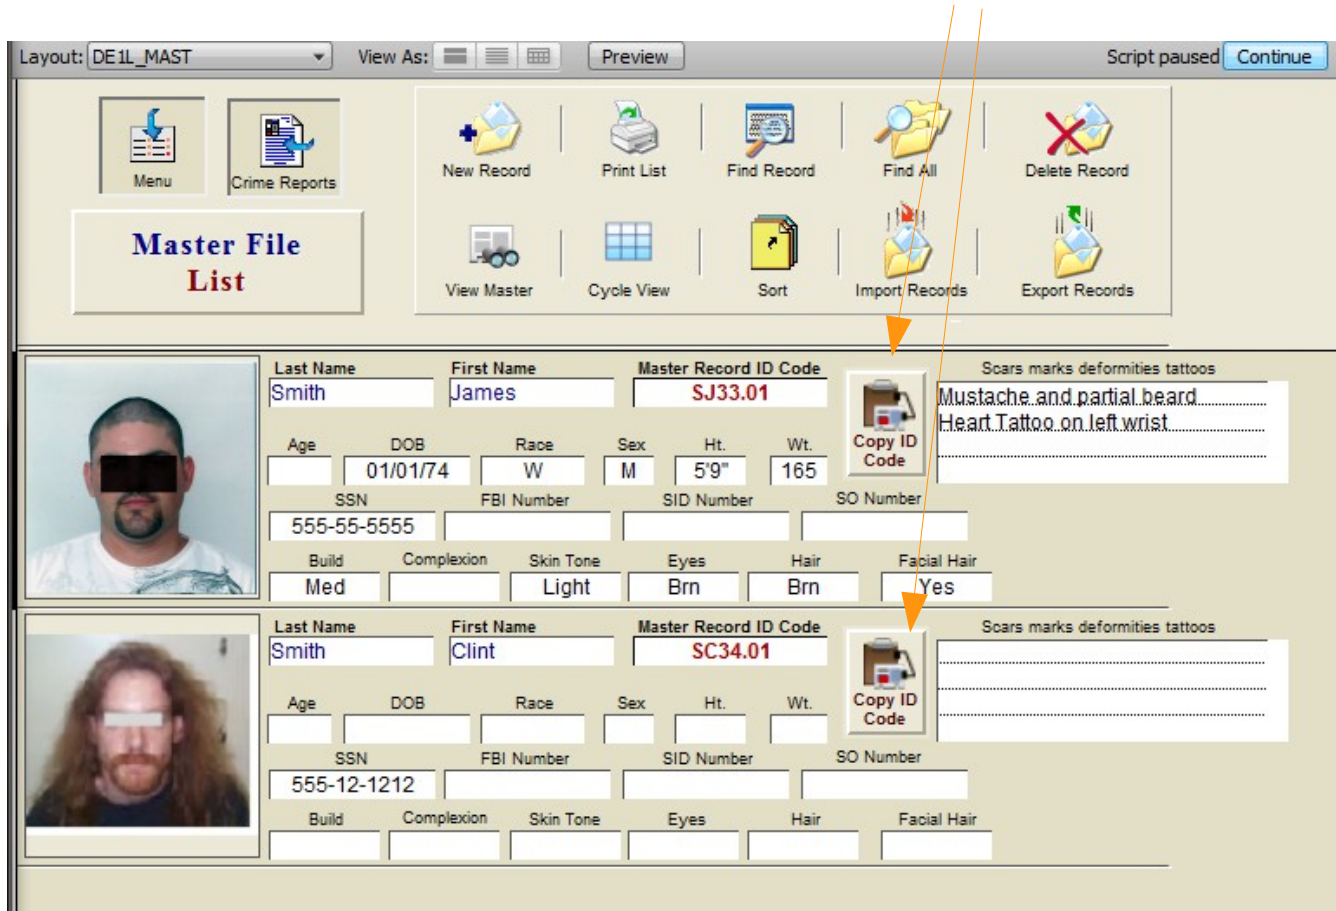 Layout: DE1L_MAST View As: Preview Script paused Continue
Menu Crime Reports New Record Print List Find Record Find All Delete Record
Master File
List
View Master Cycle View Sort Import Records Export Records
Last Name First Name Master Record ID Code Scars marks deformities tattoos
Smith James SJ33.01 Mustache and partial beard
Heart Tattoo on left wrist
Age DOB Race Sex Ht. Wt. Copy ID
Code
01/01/74 W M 5'9" 165
SSN FBI Number SID Number SO Number
555-55-5555
Build Complexion Skin Tone Eyes Hair Facial Hair
Med Light Brn Brn Yes
Last Name First Name Master Record ID Code Scars marks deformities tattoos
Smith Clint SC34.01
Age DOB Race Sex Ht. Wt. Copy ID
Code
SSN FBI Number SID Number SO Number
555-12-1212
Build Complexion Skin Tone Eyes Hair Facial Hair